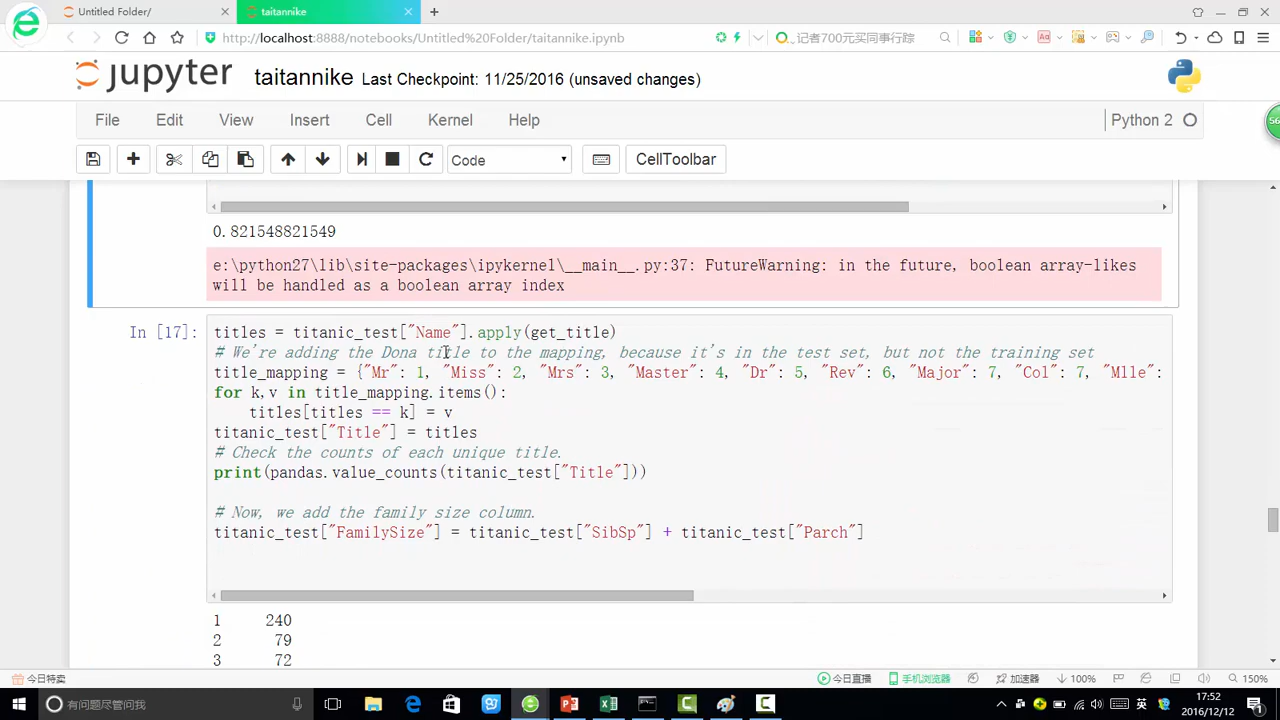 Untitled Folder/
taitannike
http://localhost:8888/notebooks/Untitled%20Folder/taitannike.ipynb
记者700元买同事行踪
jupyter taitannike Last Checkpoint: 11/25/2016 (unsaved changes)
File Edit View Insert Cell Kernel Help Python 2
Code CellToolbar
56
0.821548821549
e:\python27\lib\site-packages\ipykernel\__main__.py:37: FutureWarning: in the future, boolean array-likes
will be handled as a boolean array index
In [17]:
titles = titanic_test["Name"].apply(get_title)
# We're adding the Dona title to the mapping, because it's in the test set, but not the training set
title_mapping = {"Mr": 1, "Miss": 2, "Mrs": 3, "Master": 4, "Dr": 5, "Rev": 6, "Major": 7, "Col": 7, "Mlle":
for k,v in title_mapping.items():
titles[titles == k] = v
titanic_test["Title"] = titles
# Check the counts of each unique title.
print(pandas.value_counts(titanic_test["Title"]))
# Now, we add the family size column.
titanic_test["FamilySize"] = titanic_test["SibSp"] + titanic_test["Parch"]
1 240
2 79
3 72
今日特卖 今日直播 手机浏览器 加速器 100% 150%
有问题尽管问我 英 17:52
2016/12/12